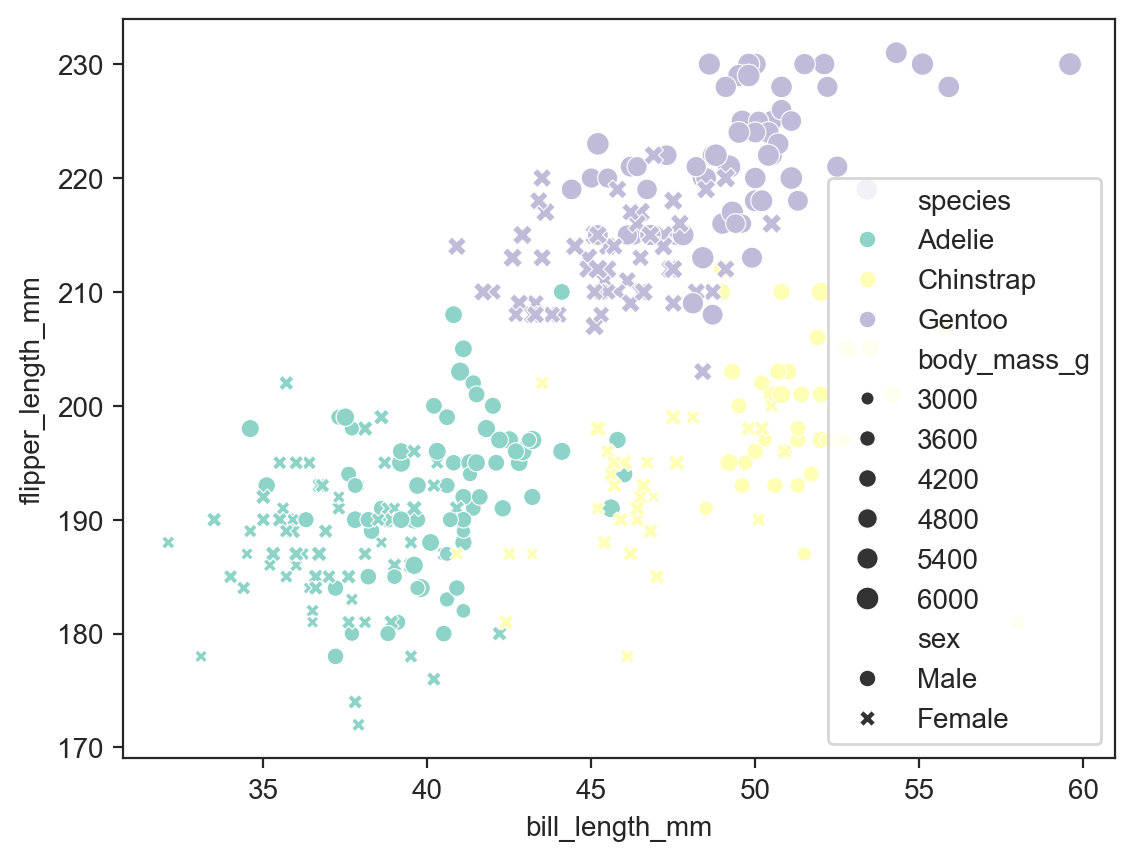 230
220
210
200
190
180
170
flipper_length_mm
35
40
45
50
55
60
bill_length_mm
species
Adelie
Chinstrap
Gentoo
body_mass_g
3000
3600
4200
4800
5400
6000
sex
Male
Female